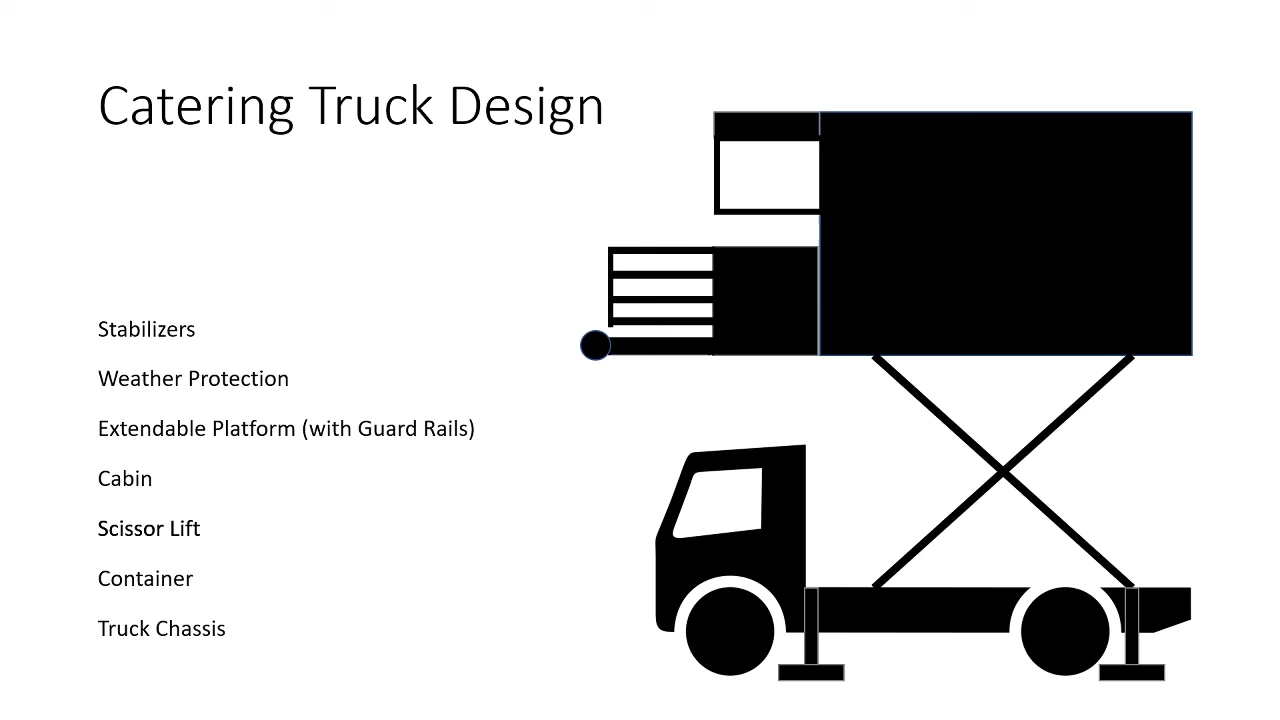 Catering Truck Design
Stabilizers
Weather Protection
Extendable Platform (with Guard Rails)
Cabin
Scissor Lift
Container
Truck Chassis